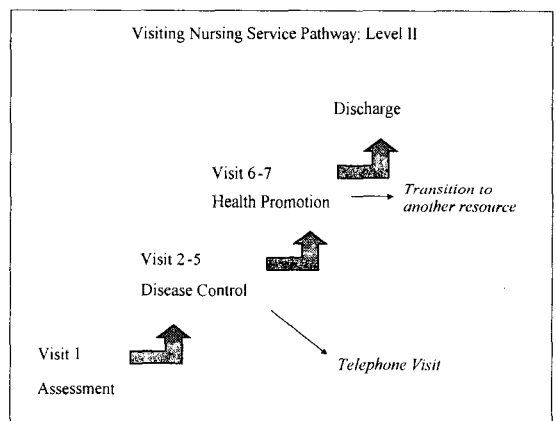 Visiting Nursing Service Pathway: Level II
Discharge
Visit 6-7
Health Promotion
Transition to
another resource
Visit 2-5
Disease Control
Visit 1
Assessment
Telephone Visit